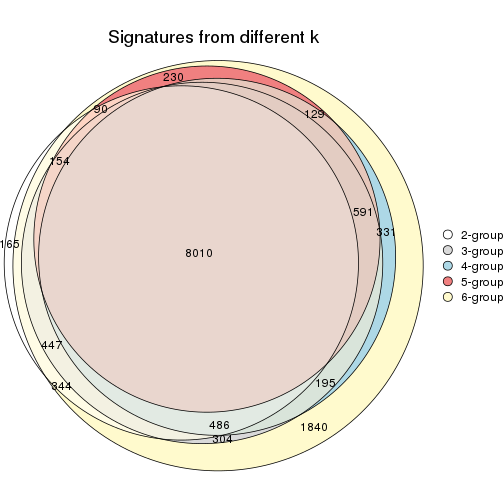 Signatures from different k
230
90
129
154
591
165
331
8010
2-group
3-group
4-group
5-group
6-group
447
344
195
486
304
1840